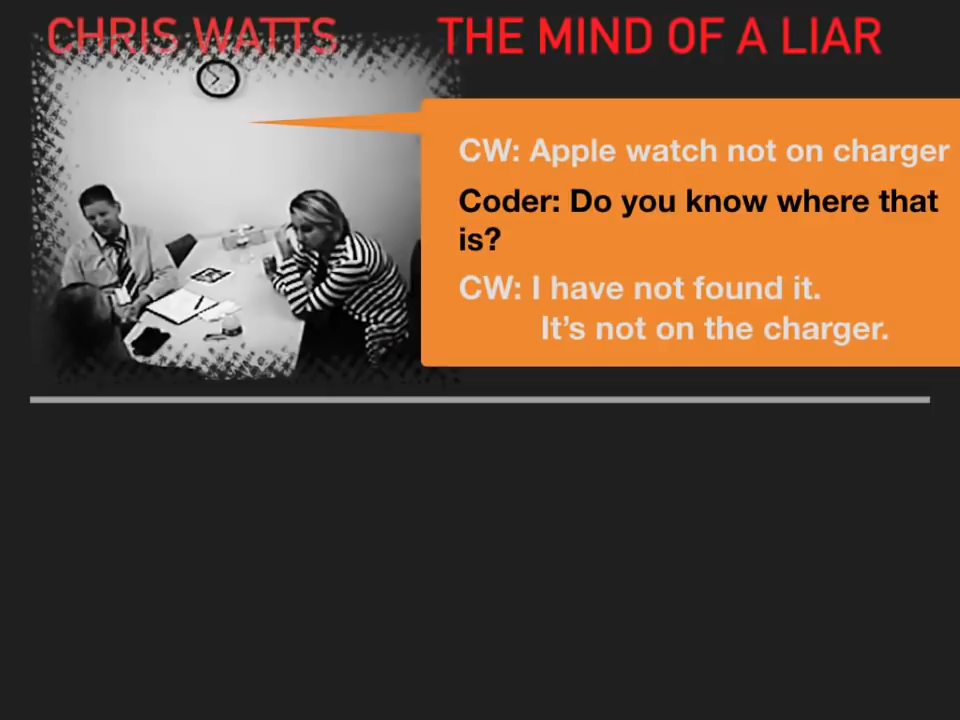 CHRIS WATTS THE MIND OF A LIAR
CW: Apple watch not on charger
Coder: Do you know where that
is?
CW: I have not found it.
It's not on the charger.